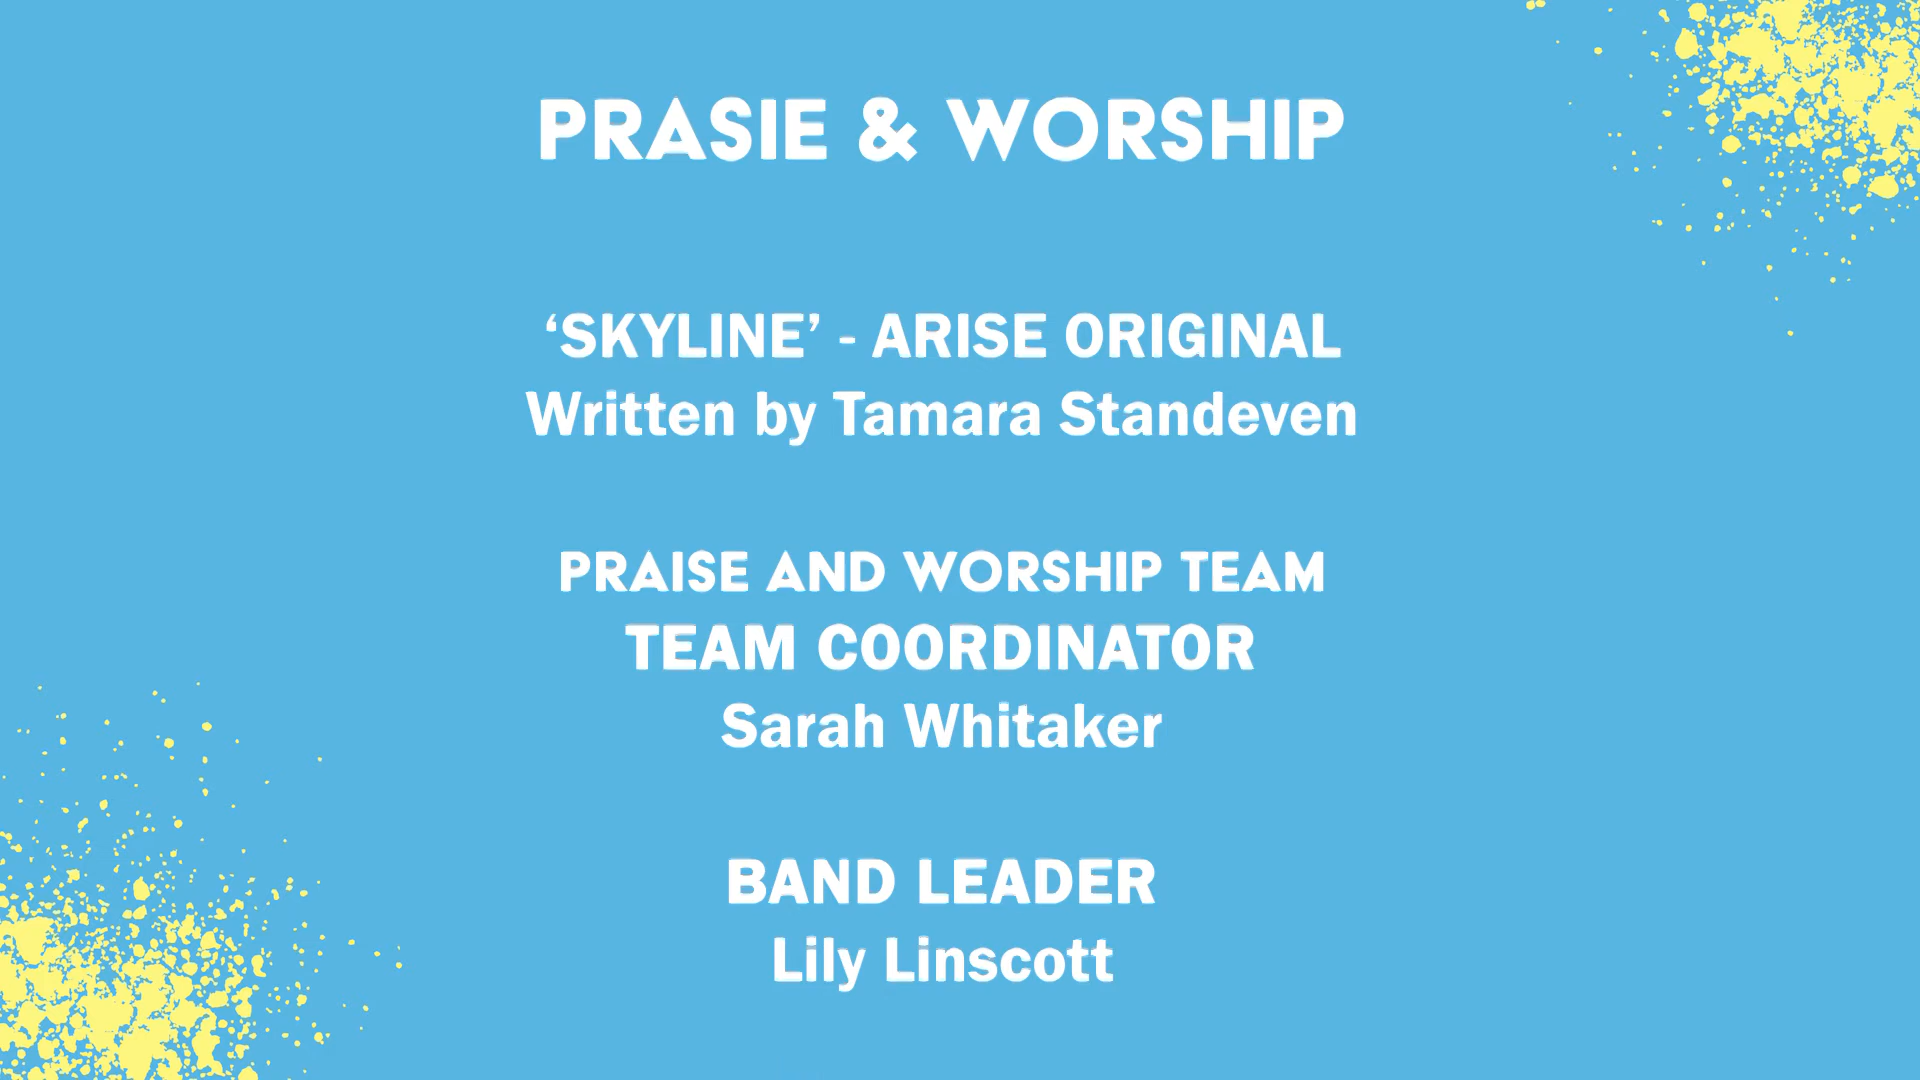 PRASIE & WORSHIP
‘SKYLINE’ - ARISE ORIGINAL
Written by Tamara Standeven
PRAISE AND WORSHIP TEAM
TEAM COORDINATOR
Sarah Whitaker
BAND LEADER
Lily Linscott